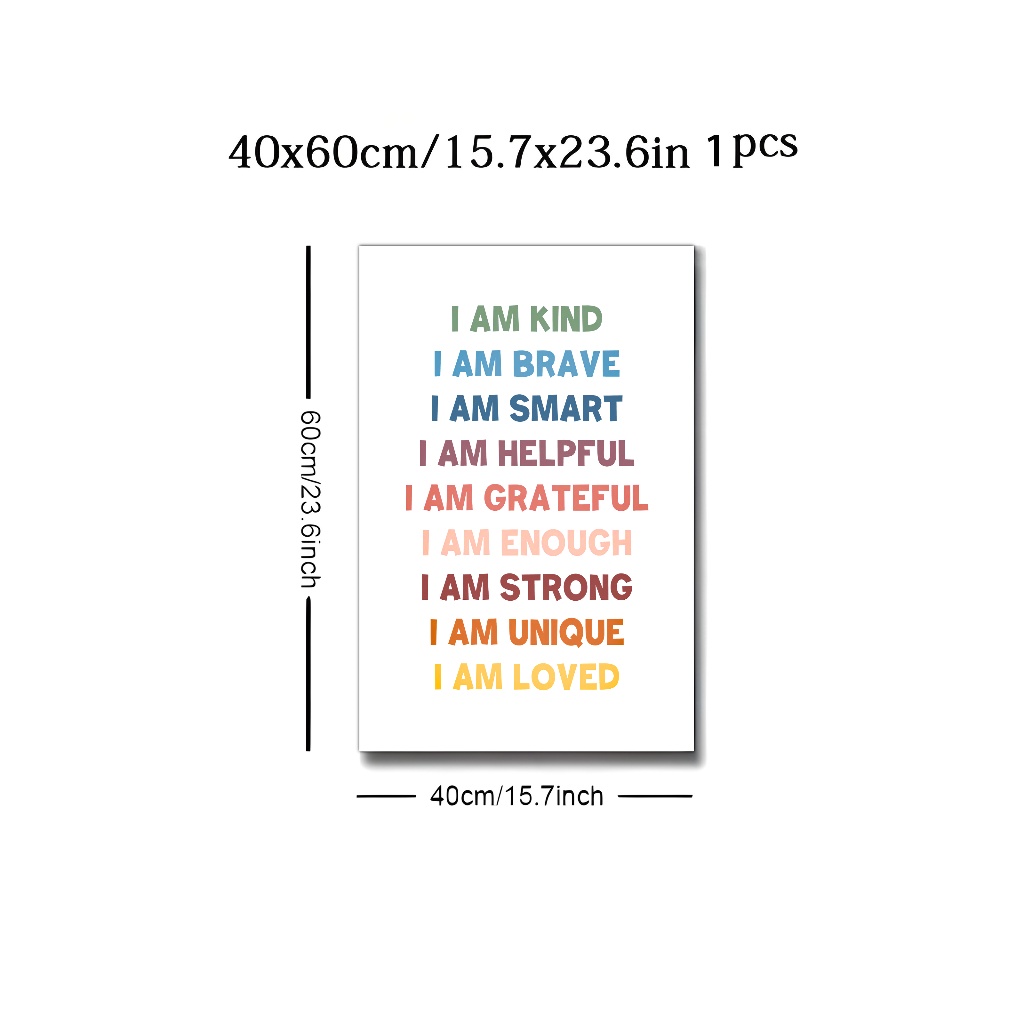 40x60cm/15.7x23.6in 1pcs
I AM KIND
I AM BRAVE
I AM SMART
I AM HELPFUL
I AM GRATEFUL
I AM ENOUGH
I AM STRONG
I AM UNIQUE
I AM LOVED
60cm/23.6inch
40cm/15.7inch